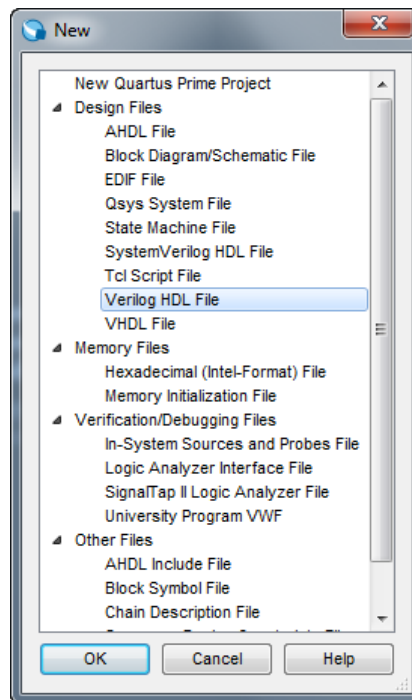 New
New Quartus Prime Project
Design Files
AHDL File
Block Diagram/Schematic File
EDIF File
Qsys System File
State Machine File
SystemVerilog HDL File
Tcl Script File
Verilog HDL File
VHDL File
Memory Files
Hexadecimal (Intel-Format) File
Memory Initialization File
Verification/Debugging Files
In-System Sources and Probes File
Logic Analyzer Interface File
SignalTap II Logic Analyzer File
University Program VWF
Other Files
AHDL Include File
Block Symbol File
Chain Description File
OK Cancel Help